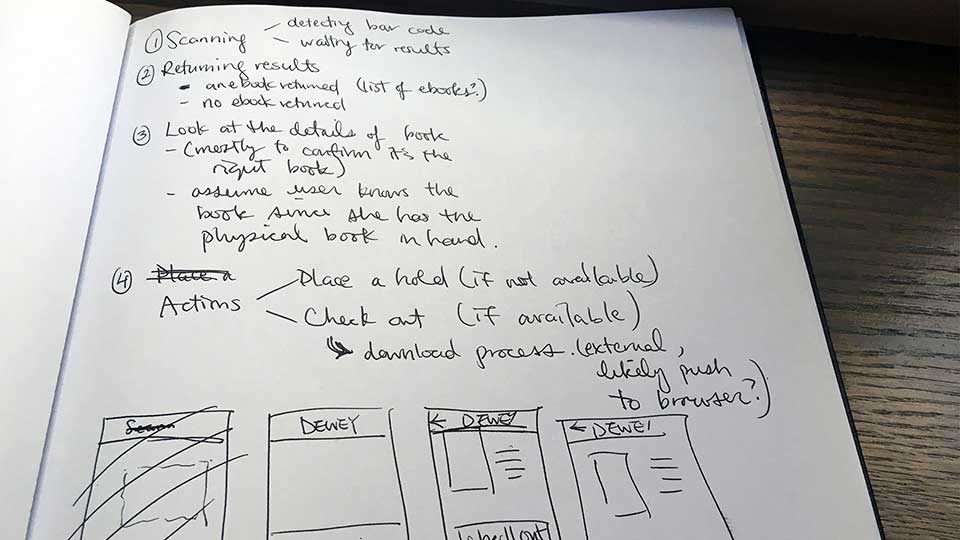 ① Scanning - detecting bar code
- waiting for results
② Returning results
- an ebook returned (list of ebooks?)
- no ebook returned
③ Look at the details of book
- (mostly to confirm it's the
right book)
- assume user knows the
book since she has the
physical book in hand.
④ Place a
Actions - Place a hold (if not available)
- Check out (if available)
↳ download process. (external,
likely push
to browser?)
Scan
DEWEY
← DEWEY
← DEWEY